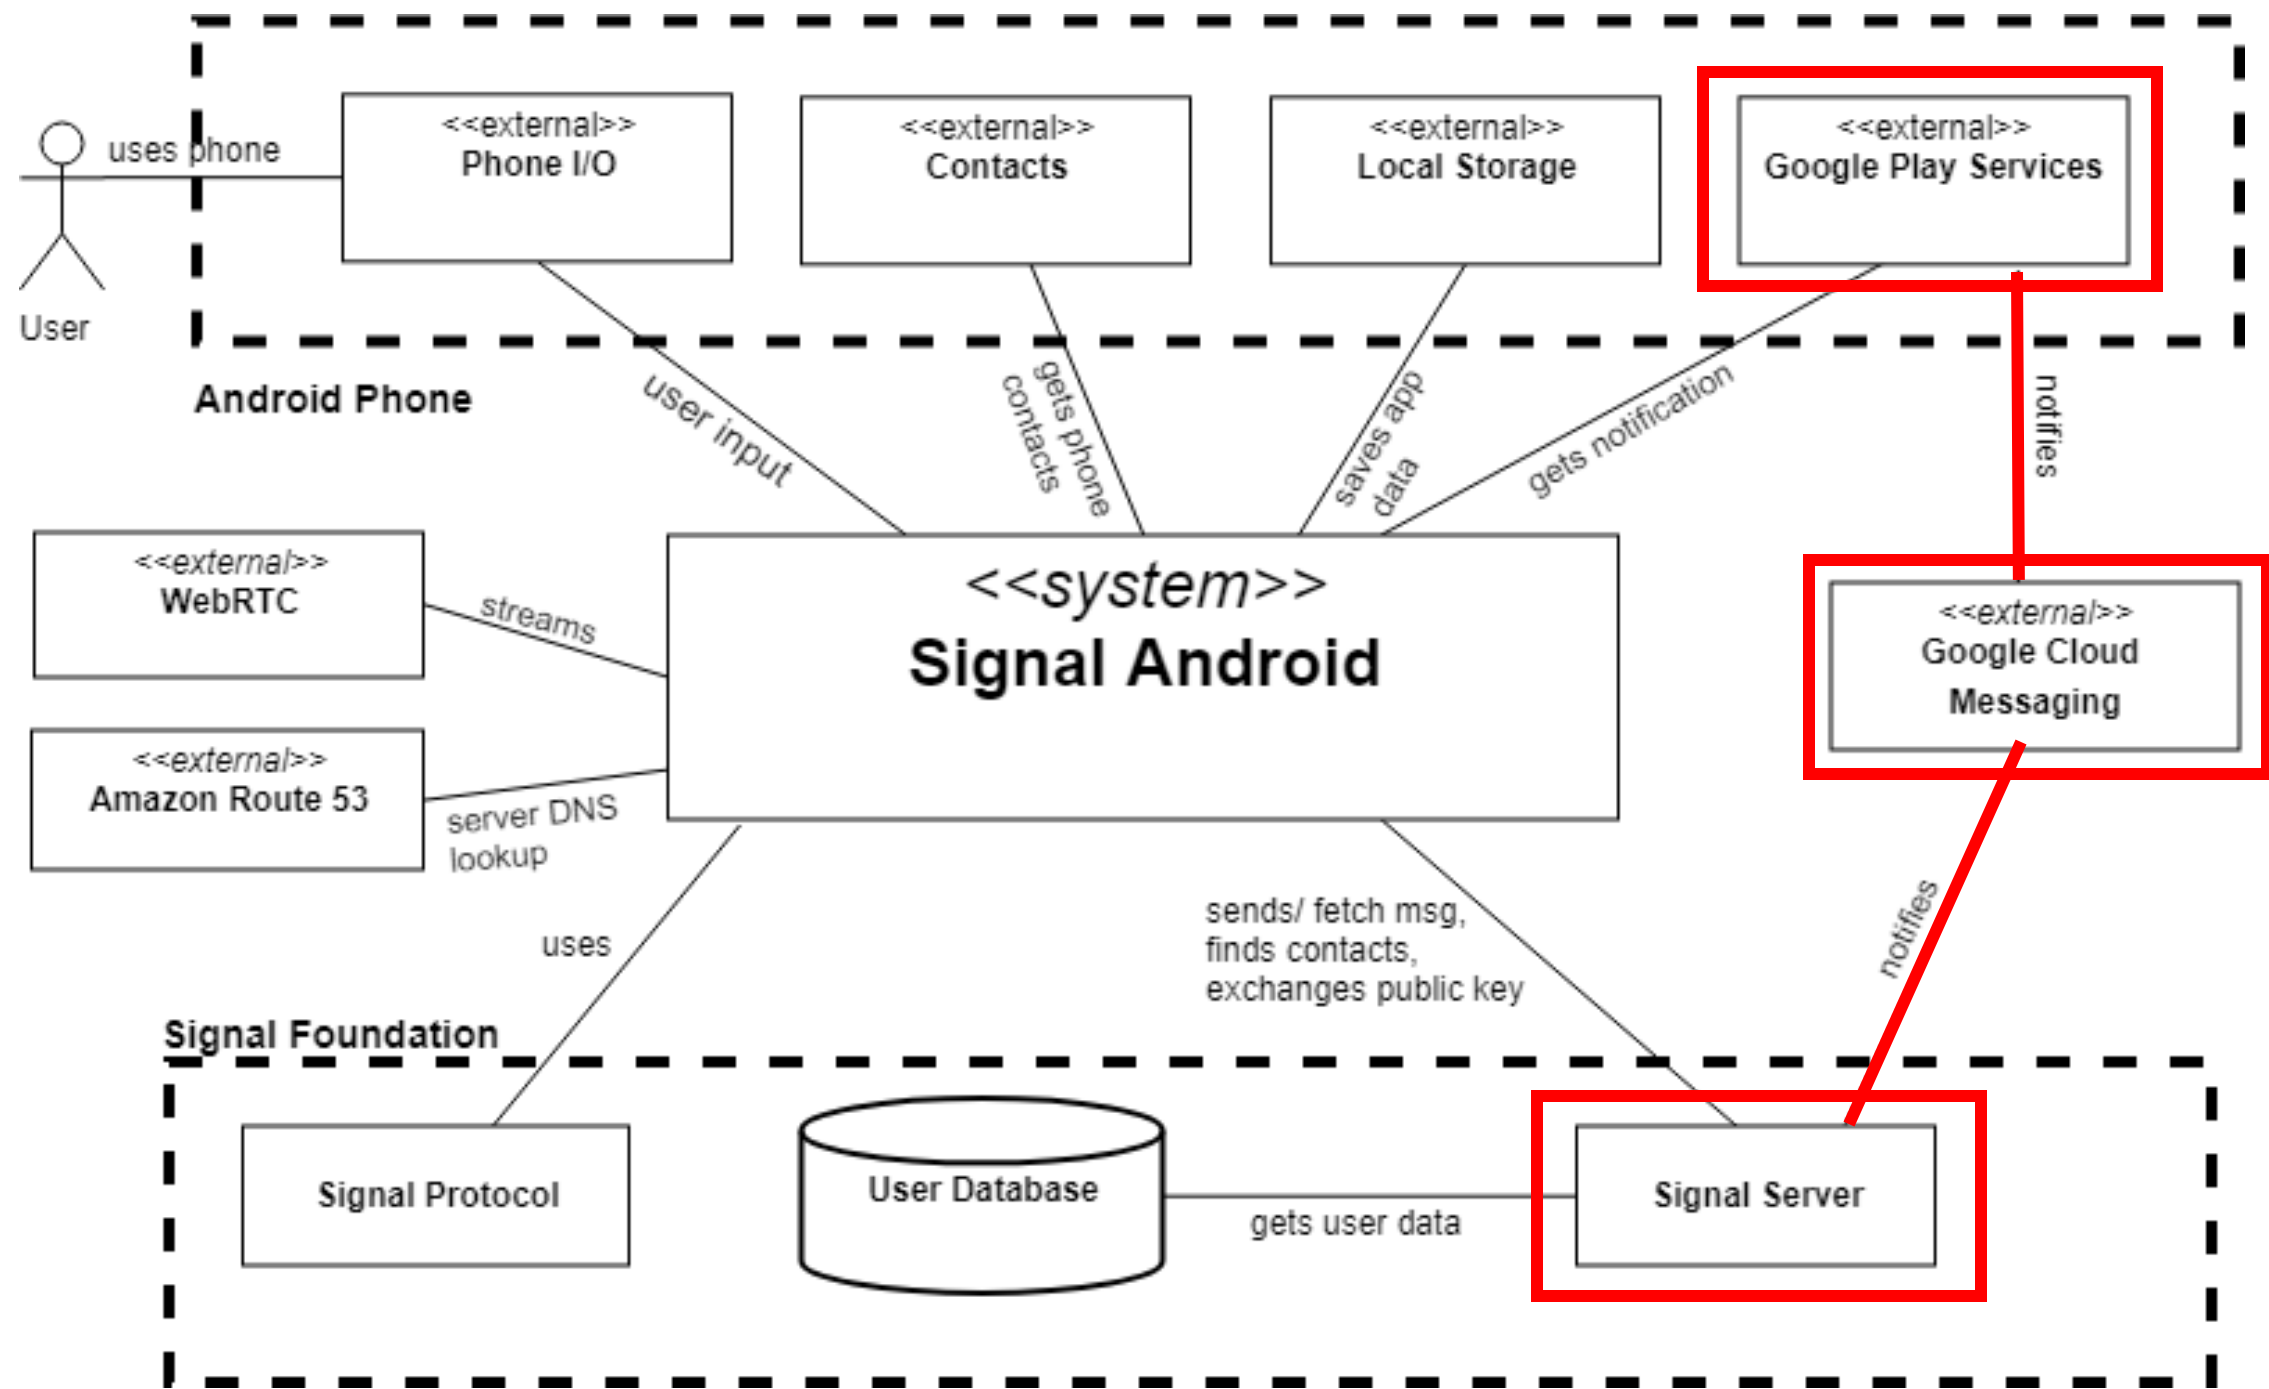 <<external>>
Phone I/O
<<external>>
Contacts
<<external>>
Local Storage
<<external>>
Google Play Services
uses phone
User
Android Phone
user input
gets phone
contacts
saves app
data
gets notification
notifies
<<external>>
WebRTC
streams
<<system>>
Signal Android
<<external>>
Google Cloud
Messaging
<<external>>
Amazon Route 53
server DNS
lookup
uses
sends/ fetch msg,
finds contacts,
exchanges public key
notifies
Signal Foundation
Signal Protocol
User Database
gets user data
Signal Server